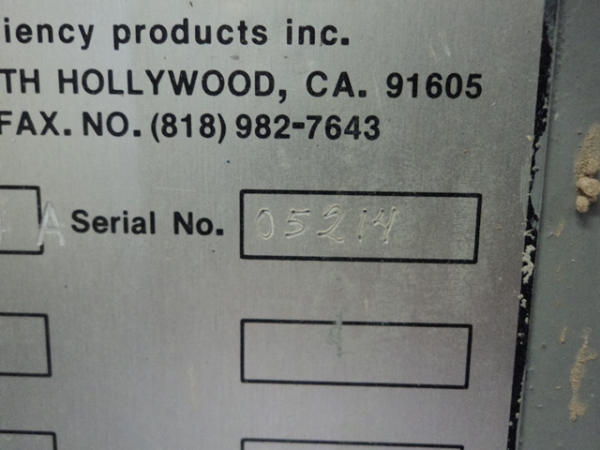 iency products inc.
TH HOLLYWOOD, CA. 91605
FAX. NO. (818) 982-7643
A Serial No. 05214